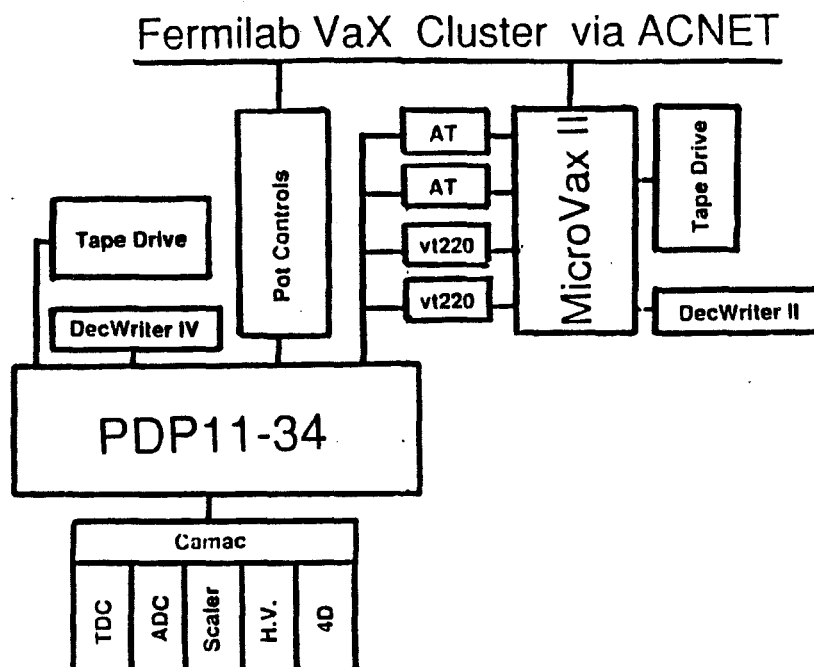 Fermilab VaX Cluster via ACNET
AT
AT
vt220
vt220
MicroVax II
Tape Drive
DecWriter II
Pot Controls
Tape Drive
DecWriter IV
PDP11-34
Camac
TDC
ADC
Scaler
H.V.
4D